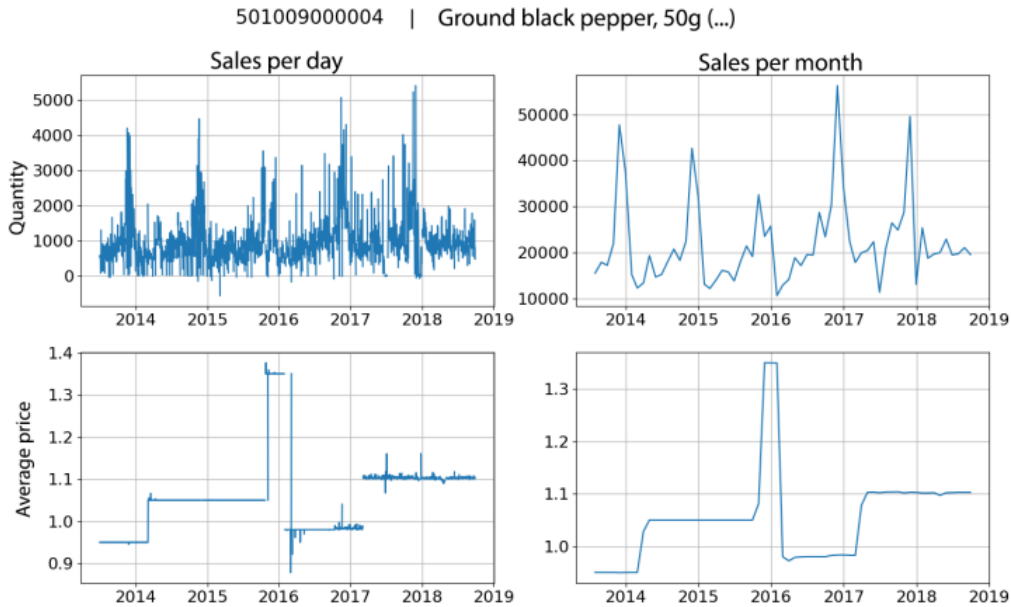 501009000004 | Ground black pepper, 50g (...)
Sales per day
Sales per month
Quantity
5000
4000
3000
2000
1000
0
2014 2015 2016 2017 2018 2019
50000
40000
30000
20000
10000
2014 2015 2016 2017 2018 2019
Average price
1.4
1.3
1.2
1.1
1.0
0.9
2014 2015 2016 2017 2018 2019
1.3
1.2
1.1
1.0
2014 2015 2016 2017 2018 2019